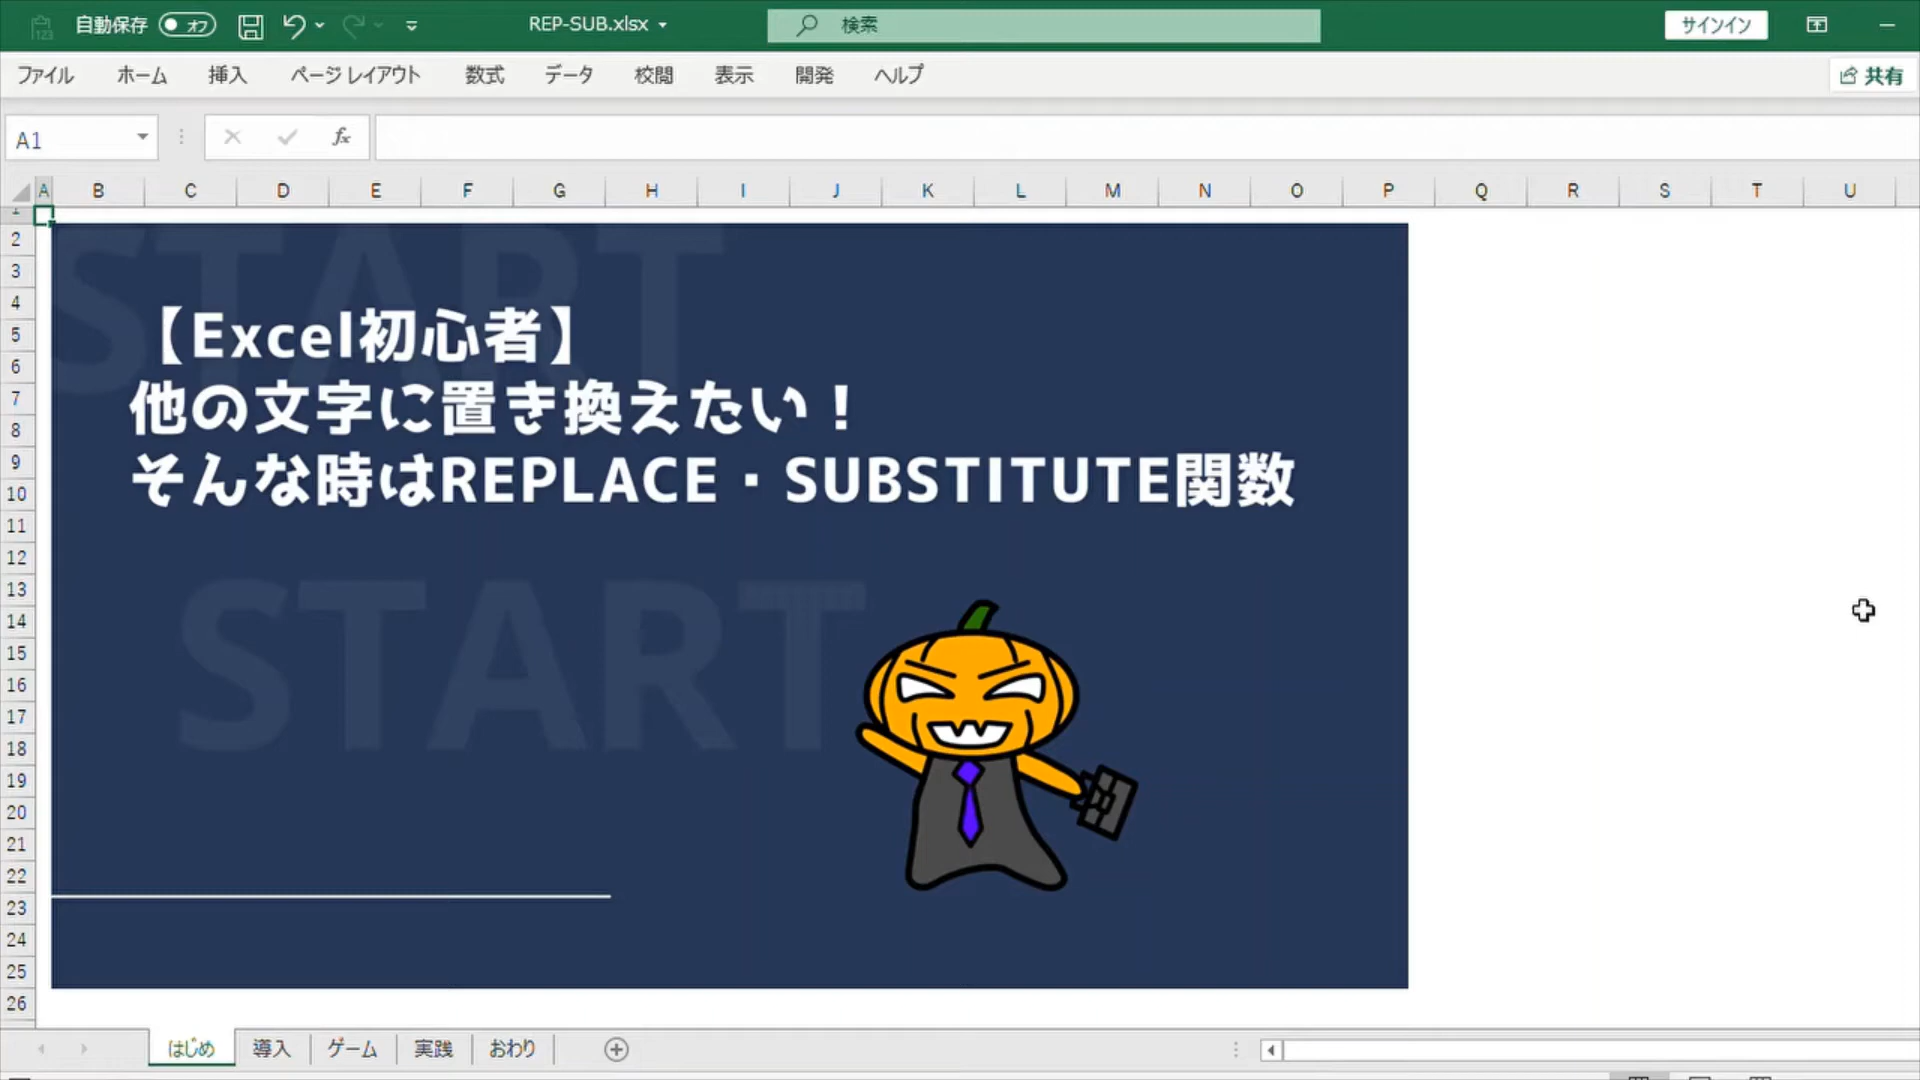 自動保存 オフ REP-SUB.xlsx 検索 サインイン
ファイル ホーム 挿入 ページ レイアウト 数式 データ 校閲 表示 開発 ヘルプ 共有
A1 fx
A B C D E F G H I J K L M N O P Q R S T U
1
2
3
4
5
6
7
8
9
10
11
12
13
14
15
16
17
18
19
20
21
22
23
24
25
26
START
【Excel初心者】
他の文字に置き換えたい！
そんな時はREPLACE・SUBSTITUTE関数
START
はじめ 導入 ゲーム 実践 おわり